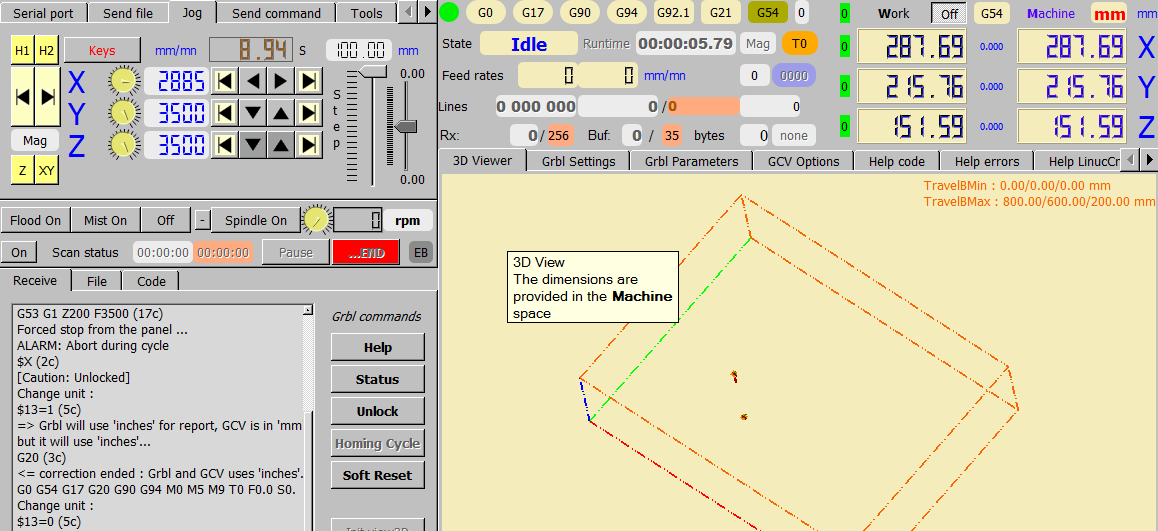 Serial port Send file Jog Send command Tools
H1 H2 Keys mm/mn 8.94 S 100.00 mm
X 2885
Y 3500
Z 3500
Mag
Z XY
Step
0.00
0.00
Flood On Mist On Off - Spindle On 0 rpm
On Scan status 00:00:00 00:00:00 Pause ...END EB
Receive File Code
G53 G1 Z200 F3500 (17c)
Forced stop from the panel ...
ALARM: Abort during cycle
$X (2c)
[Caution: Unlocked]
Change unit :
$13=1 (5c)
=> Grbl will use 'inches' for report, GCV is in 'mm
but it will use 'inches'...
G20 (3c)
<= correction ended : Grbl and GCV uses 'inches'.
G0 G54 G17 G20 G90 G94 M0 M5 M9 T0 F0.0 S0.
Change unit :
$13=0 (5c)
Grbl commands
Help
Status
Unlock
Homing Cycle
Soft Reset
Init view3D
G0 G17 G90 G94 G92.1 G21 G54 0
State Idle Runtime 00:00:05.79 Mag T0
Feed rates 0 0 mm/mn 0 0000
Lines 0 000 000 0/0 0
Rx: 0/ 256 Buf: 0 / 35 bytes 0 none
0 Work Off G54 Machine mm mm
0 287.69 0.000 287.69 X
0 215.76 0.000 215.76 Y
0 151.59 0.000 151.59 Z
3D Viewer Grbl Settings Grbl Parameters GCV Options Help code Help errors Help LinucCr
TravelBMin : 0.00/0.00/0.00 mm
TravelBMax : 800.00/600.00/200.00 mm
3D View
The dimensions are
provided in the Machine
space